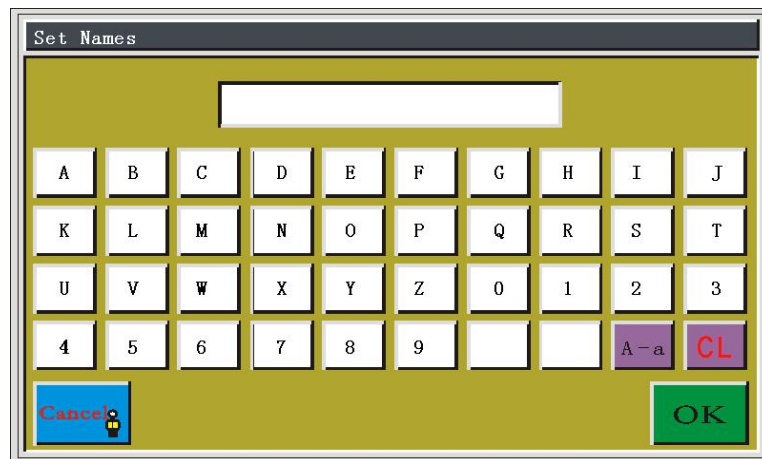 Set Names
A B C D E F G H I J
K L M N O P Q R S T
U V W X Y Z 0 1 2 3
4 5 6 7 8 9 A-a CL
Cancel OK